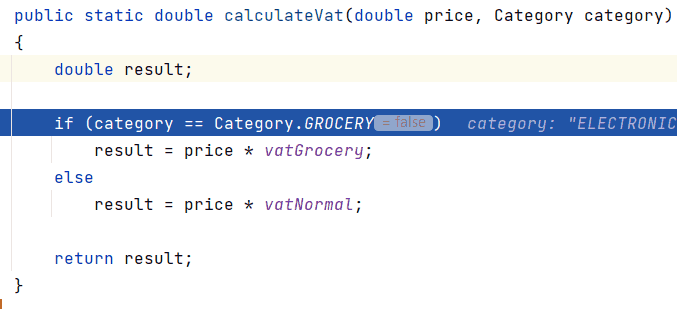 public static double calculateVat(double price, Category category)
{
double result;
if (category == Category.GROCERY = false ) category: "ELECTRONIC
result = price * vatGrocery;
else
result = price * vatNormal;
return result;
}